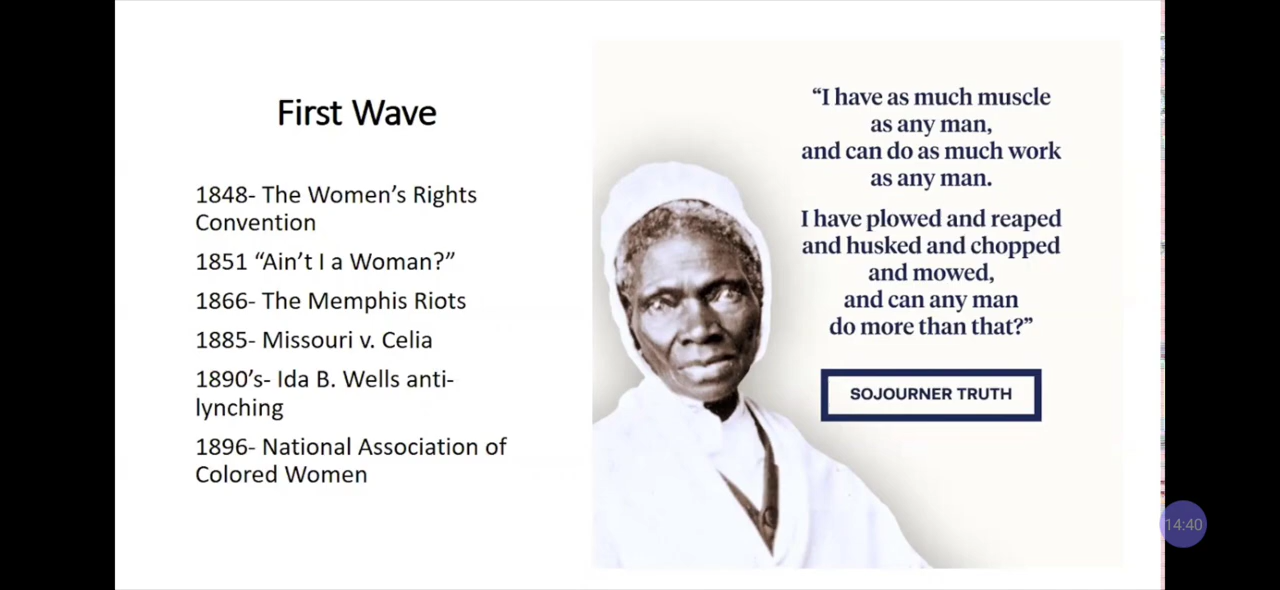 First Wave
1848- The Women’s Rights
Convention
1851 “Ain’t I a Woman?”
1866- The Memphis Riots
1885- Missouri v. Celia
1890’s- Ida B. Wells anti-
lynching
1896- National Association of
Colored Women
“I have as much muscle
as any man,
and can do as much work
as any man.
I have plowed and reaped
and husked and chopped
and mowed,
and can any man
do more than that?”
SOJOURNER TRUTH
14:40